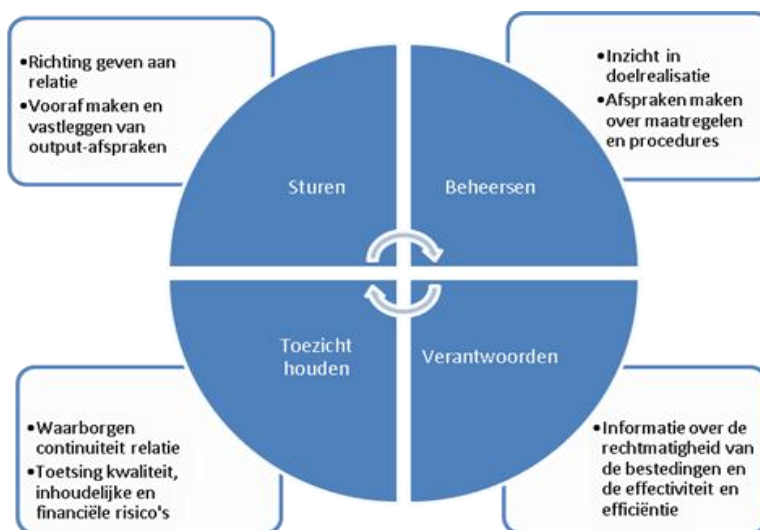 •Richting geven aan
relatie
•Vooraf maken en
vastleggen van
output-afspraken
•Inzicht in
doelrealisatie
•Afspraken maken
over maatregelen
en procedures
Sturen
Beheersen
Toezicht
houden
Verantwoorden
•Waarborgen
continuiteit relatie
•Toetsing kwaliteit,
inhoudelijke en
financiële risico's
•Informatie over de
rechtmatigheid van
de bestedingen en
de effectiviteit en
efficiëntie